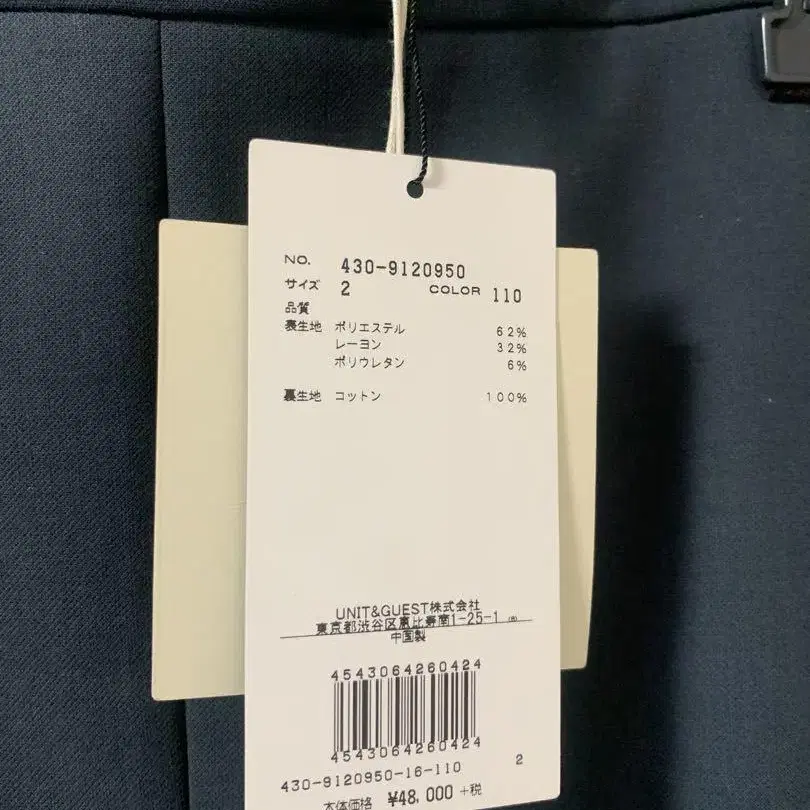 NO. 430-9120950
サイズ 2 COLOR 110
品質
表生地 ポリエステル 62%
レーヨン 32%
ポリウレタン 6%
裏生地 コットン 100%
UNIT&GUEST株式会社
東京都渋谷区恵比寿南1-25-1
中国製
4543064260424
4543064260424
430-9120950-16-110 2
本体価格 ¥48,000 +税